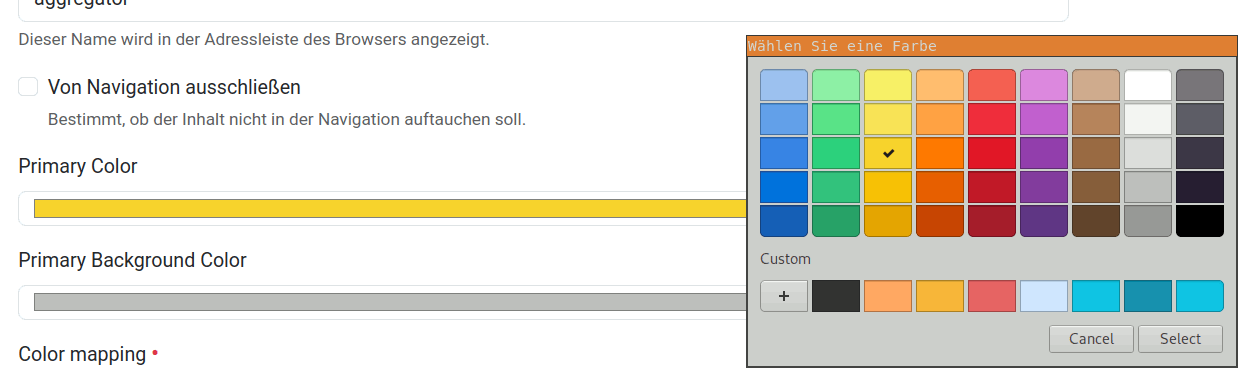 aggregator
Dieser Name wird in der Adressleiste des Browsers angezeigt.
Von Navigation ausschließen
Bestimmt, ob der Inhalt nicht in der Navigation auftauchen soll.
Primary Color
Primary Background Color
Color mapping •
Wählen Sie eine Farbe
Custom
+
Cancel
Select